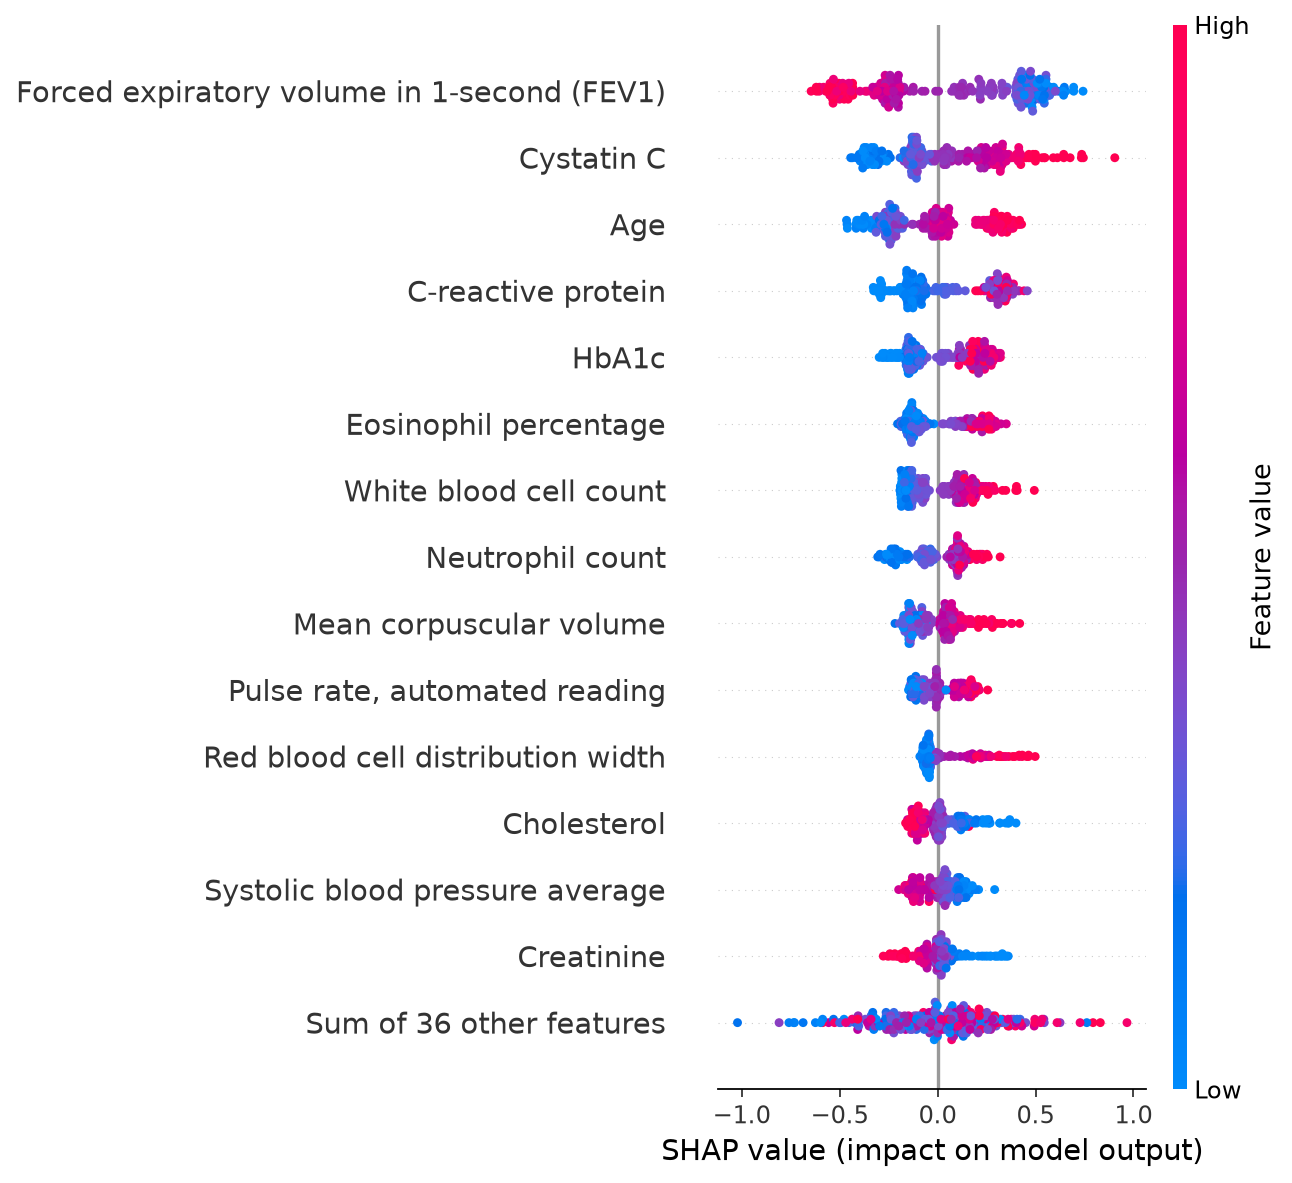 High
Forced expiratory volume in 1-second (FEV1)
Cystatin C
Age
C-reactive protein
HbA1c
Eosinophil percentage
White blood cell count
Neutrophil count
Mean corpuscular volume
Pulse rate, automated reading
Red blood cell distribution width
Cholesterol
Systolic blood pressure average
Creatinine
Sum of 36 other features
Feature value
Low
−1.0 −0.5 0.0 0.5 1.0
SHAP value (impact on model output)